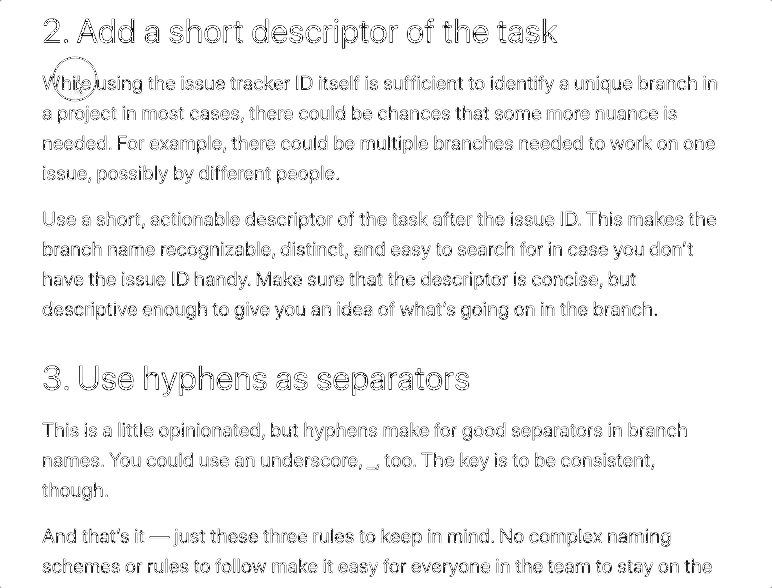 2. Add a short descriptor of the task
While using the issue tracker ID itself is sufficient to identify a unique branch in
a project in most cases, there could be chances that some more nuance is
needed. For example, there could be multiple branches needed to work on one
issue, possibly by different people.
Use a short, actionable descriptor of the task after the issue ID. This makes the
branch name recognizable, distinct, and easy to search for in case you don't
have the issue ID handy. Make sure that the descriptor is concise, but
descriptive enough to give you an idea of what's going on in the branch.
3. Use hyphens as separators
This is a little opinionated, but hyphens make for good separators in branch
names. You could use an underscore, _, too. The key is to be consistent,
though.
And that's it — just these three rules to keep in mind. No complex naming
schemes or rules to follow make it easy for everyone in the team to stay on the